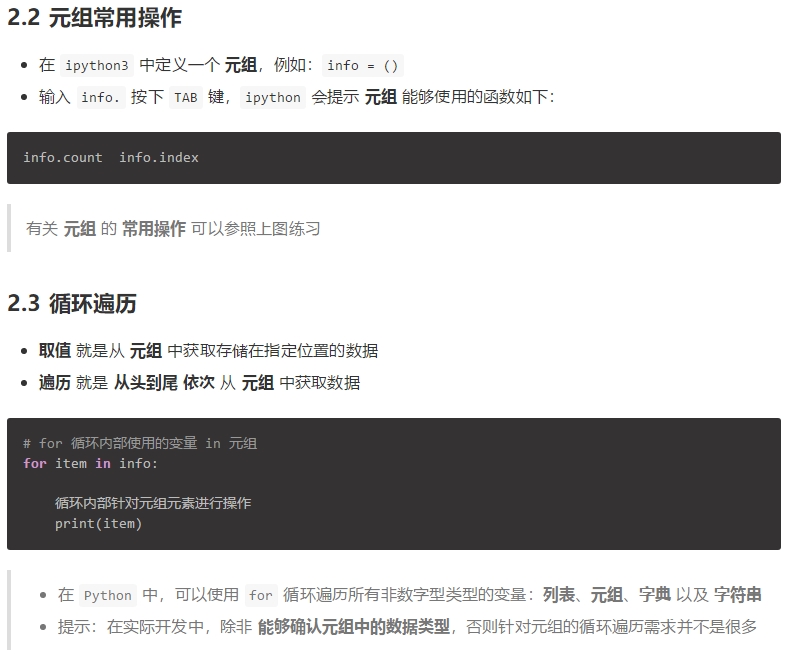 2.2 元组常用操作
在 ipython3 中定义一个 元组，例如：info = ()
输入 info. 按下 TAB 键，ipython 会提示 元组 能够使用的函数如下：
info.count  info.index
有关 元组 的 常用操作 可以参照上图练习
2.3 循环遍历
取值 就是从 元组 中获取存储在指定位置的数据
遍历 就是 从头到尾 依次 从 元组 中获取数据
# for 循环内部使用的变量 in 元组
for item in info:
    循环内部针对元组元素进行操作
    print(item)
在 Python 中，可以使用 for 循环遍历所有非数字型类型的变量：列表、元组、字典 以及 字符串
提示：在实际开发中，除非 能够确认元组中的数据类型，否则针对元组的循环遍历需求并不是很多